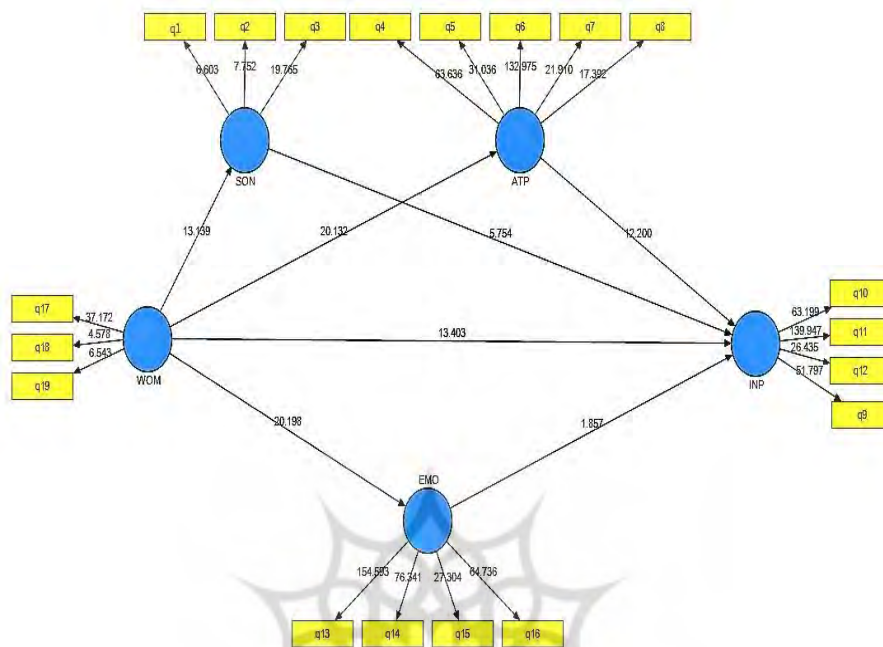 q1 q2 q3 q4 q5 q6 q7 q8
6.603 7.752 19.765 63.636 31.036 132.975 21.910 17.392
SON ATP
13.139 20.132 5.754 12.200
q17 37.172
q18 4.578
q19 6.543
WOM
13.403
q10 63.199
q11 139.947
q12 26.435
q9 51.797
INP
20.198 1.857
EMO
154.593 76.341 27.304 64.736
q13 q14 q15 q16